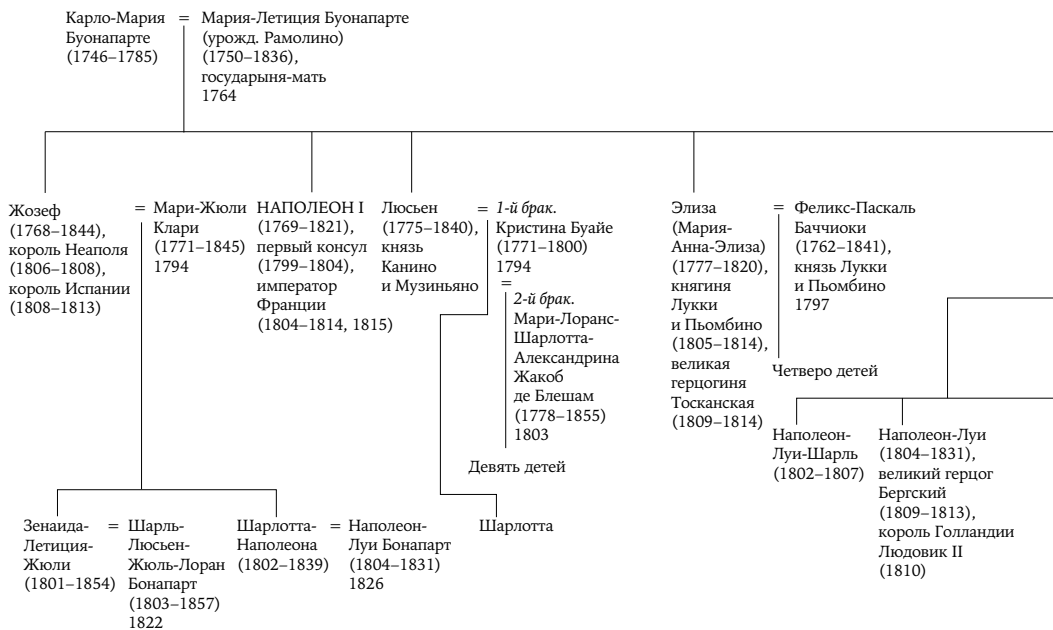 Карло-Мария
Буонапарте
(1746–1785)
=
Мария-Летиция Буонапарте
(урожд. Рамолино)
(1750–1836),
государыня-мать
1764
Жозеф
(1768–1844),
король Неаполя
(1806–1808),
король Испании
(1808–1813)
=
Мари-Жюли
Клари
(1771–1845)
1794
НАПОЛЕОН I
(1769–1821),
первый консул
(1799–1804),
император
Франции
(1804–1814, 1815)
Люсьен
(1775–1840),
князь
Канино
и Музиньяно
=
1-й брак.
Кристина Буайе
(1771–1800)
1794
=
2-й брак.
Мари-Лоранс-
Шарлотта-
Александрина
Жакоб
де Блешам
(1778–1855)
1803
Девять детей
Элиза
(Мария-
Анна-Элиза)
(1777–1820),
княгиня
Лукки
и Пьомбино
(1805–1814),
великая
герцогиня
Тосканская
(1809–1814)
=
Феликс-Паскаль
Баччиоки
(1762–1841),
князь Лукки
и Пьомбино
1797
Четверо детей
Наполеон-
Луи-Шарль
(1802–1807)
Наполеон-Луи
(1804–1831),
великий герцог
Бергский
(1809–1813),
король Голландии
Людовик II
(1810)
Зенаида-
Летиция-
Жюли
(1801–1854)
=
Шарль-
Люсьен-
Жюль-Лоран
Бонапарт
(1803–1857)
1822
Шарлотта-
Наполеона
(1802–1839)
=
Наполеон-
Луи Бонапарт
(1804–1831)
1826
Шарлотта